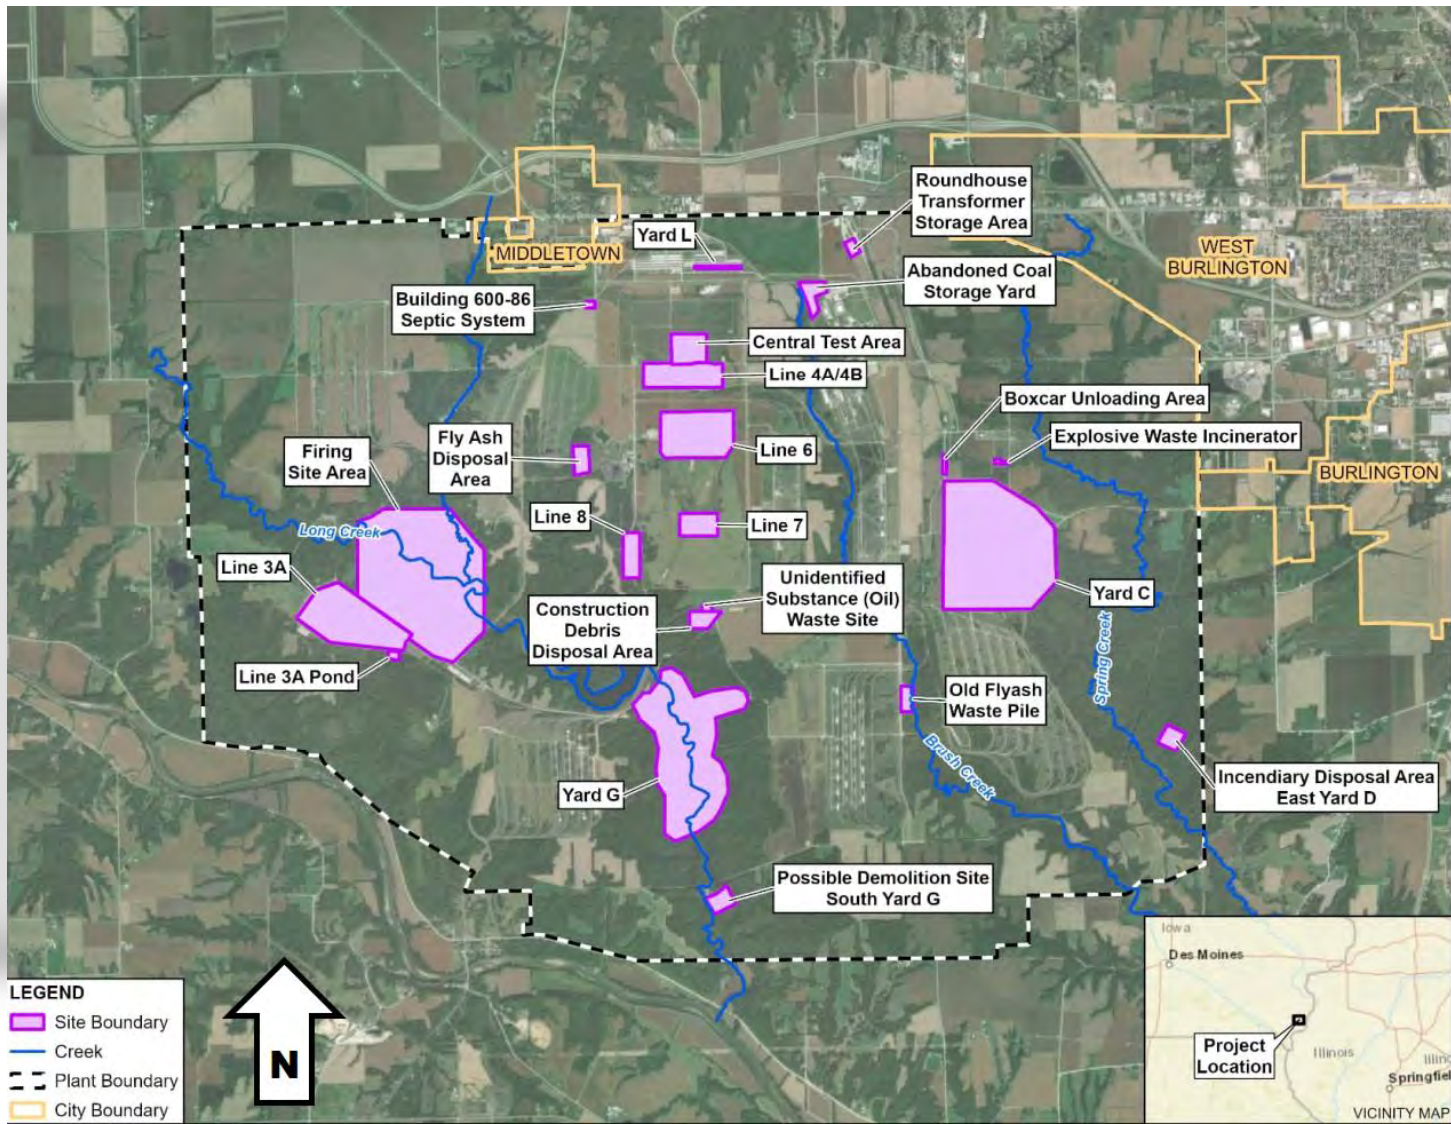 Roundhouse
Transformer
Storage Area
Yard L
MIDDLETOWN
WEST
BURLINGTON
Abandoned Coal
Storage Yard
Building 600-86
Septic System
Central Test Area
Line 4A/4B
Boxcar Unloading Area
Explosive Waste Incinerator
Firing
Site Area
Fly Ash
Disposal
Area
Line 6
BURLINGTON
Long Creek
Line 8
Line 7
Line 3A
Unidentified
Substance (Oil)
Waste Site
Yard C
Construction
Debris
Disposal Area
Spring Creek
Line 3A Pond
Old Flyash
Waste Pile
Brush Creek
Yard G
Incendiary Disposal Area
East Yard D
Possible Demolition Site
South Yard G
LEGEND
Site Boundary
Creek
Plant Boundary
City Boundary
N
Iowa
Des Moines
Project
Location
Illinois
Illino
Springfiel
VICINITY MAP